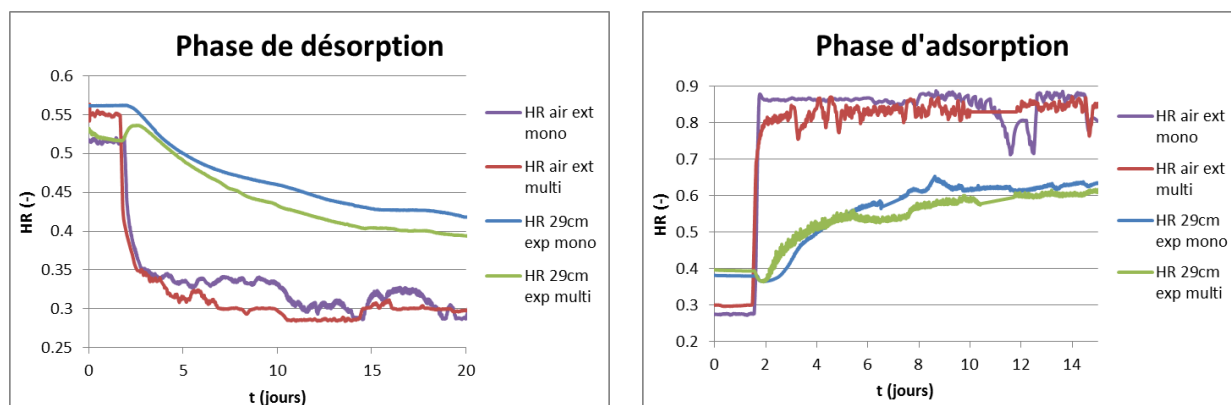 Phase de désorption
0.6
0.55
0.5
0.45
0.4
0.35
0.3
0.25
HR (-)
0
5
10
15
20
t (jours)
HR air ext
mono
HR air ext
multi
HR 29cm
exp mono
HR 29cm
exp multi
Phase d'adsorption
0.9
0.8
0.7
0.6
0.5
0.4
0.3
0.2
HR (-)
0
2
4
6
8
10
12
14
t (jours)
HR air ext
mono
HR air ext
multi
HR 29cm
exp mono
HR 29cm
exp multi